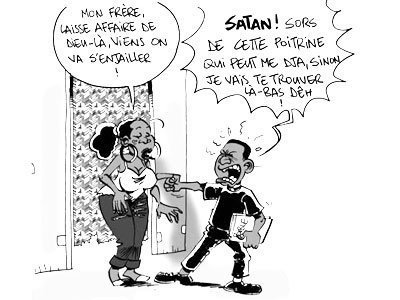 MON FRÈRE,
LAISSE AFFAIRE DE
DIEU-LÀ, VIENS ON
VA S'ENJAILLER
!
SATAN! SORS
DE CETTE POITRINE
QUI PEUT ME DJA, SINON
JE VAIS TE TROUVER
LÀ-BAS DÊH
!